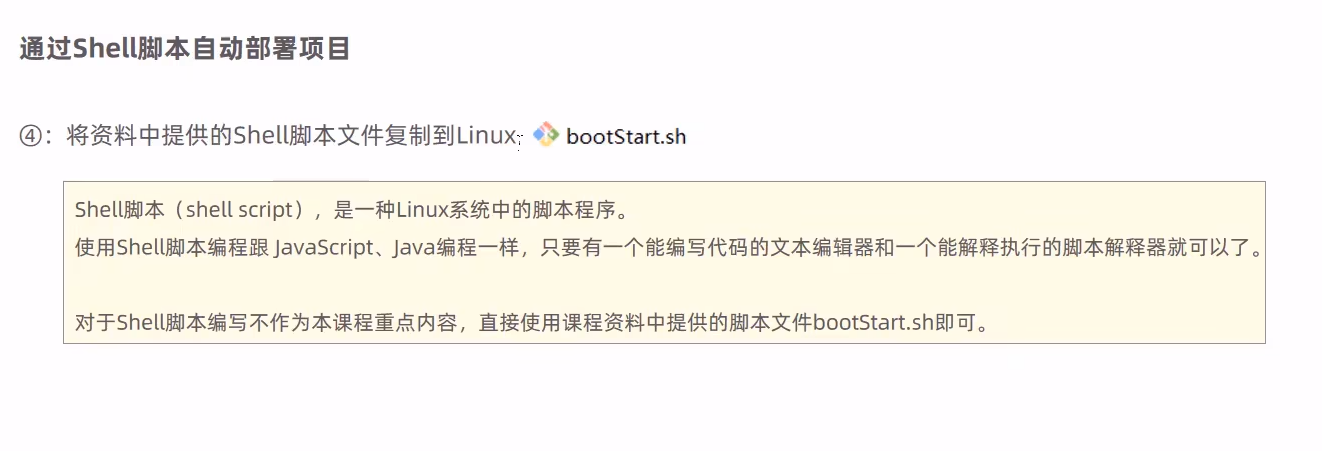 通过Shell脚本自动部署项目
④：将资料中提供的Shell脚本文件复制到Linux， bootStart.sh
Shell脚本（shell script），是一种Linux系统中的脚本程序。
使用Shell脚本编程跟 JavaScript、Java编程一样，只要有一个能编写代码的文本编辑器和一个能解释执行的脚本解释器就可以了。
对于Shell脚本编写不作为本课程重点内容，直接使用课程资料中提供的脚本文件bootStart.sh即可。